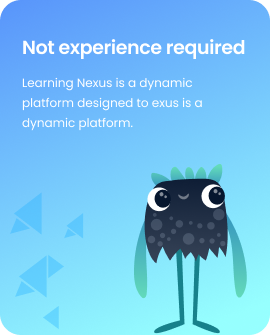 Not experience required
Learning Nexus is a dynamic
platform designed to exus is a
dynamic platform.